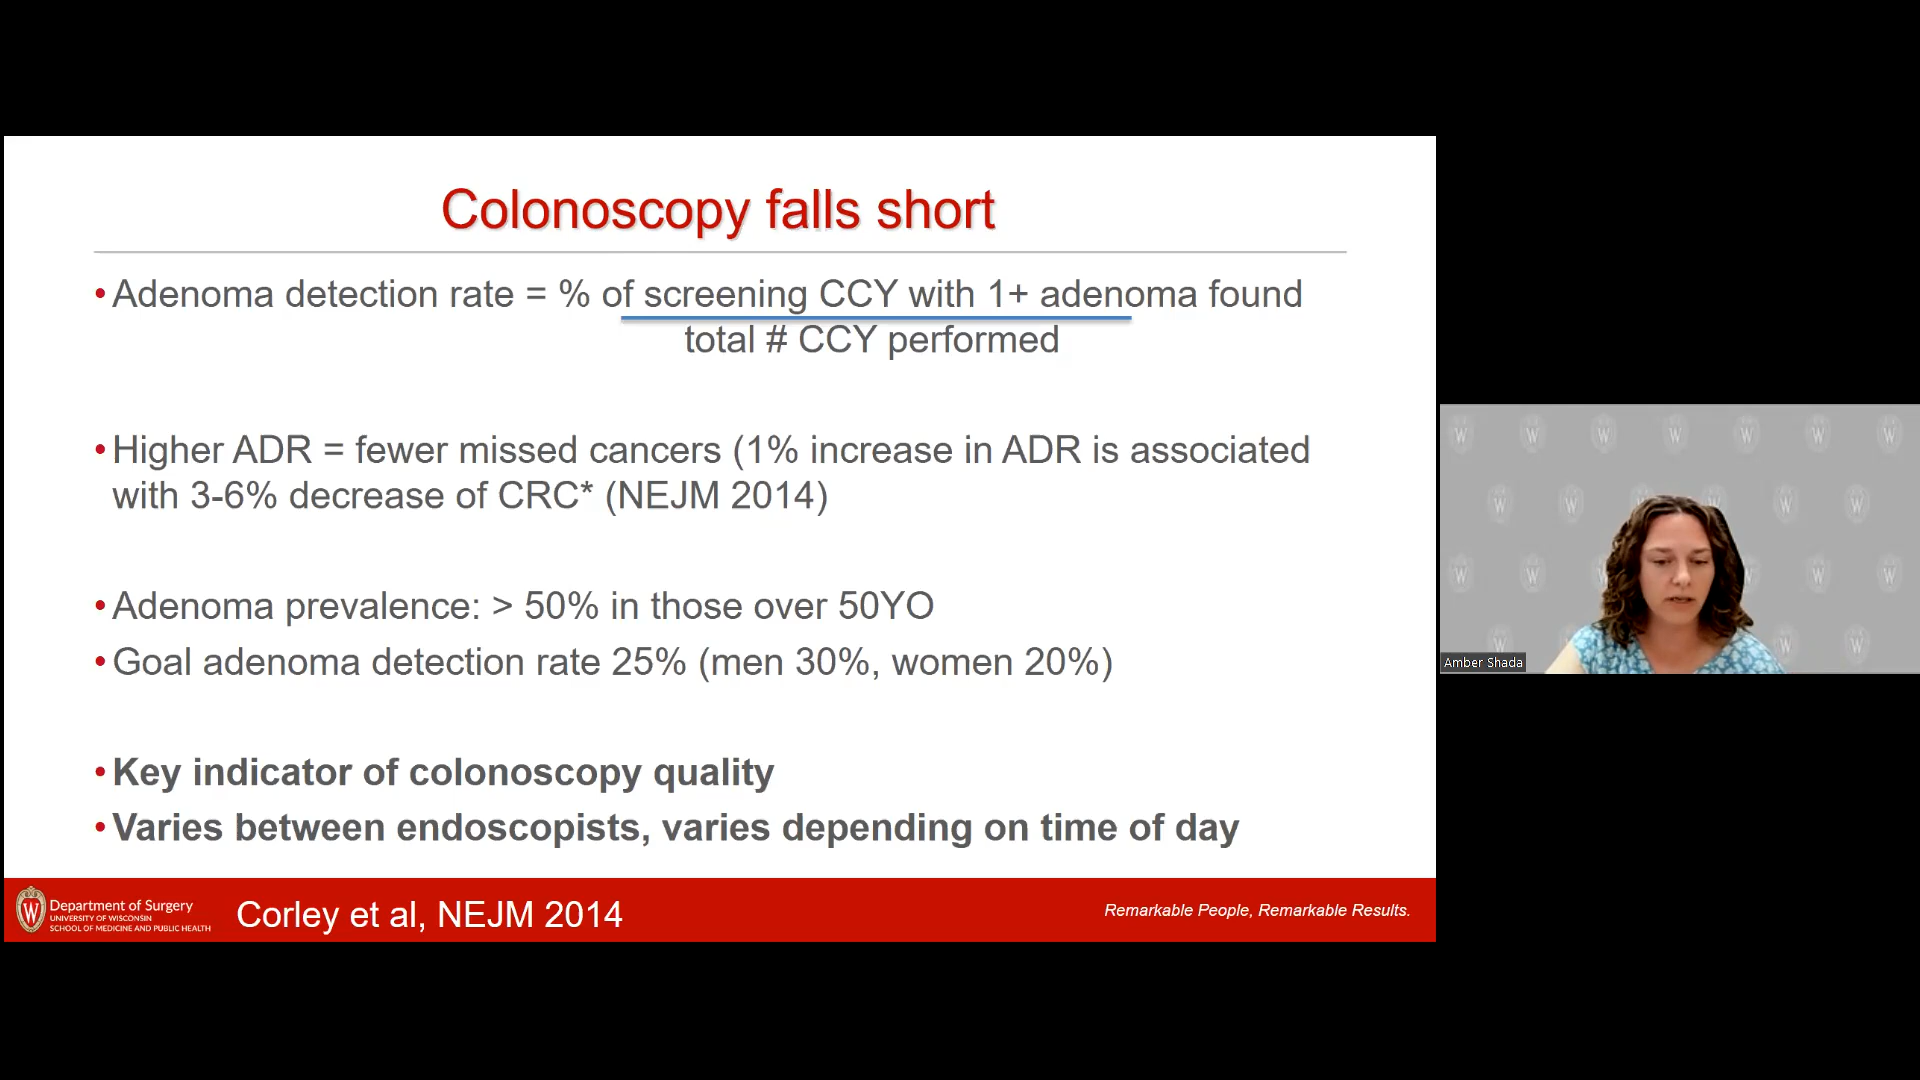 Colonoscopy falls short
•Adenoma detection rate = % of screening CCY with 1+ adenoma found
total # CCY performed
•Higher ADR = fewer missed cancers (1% increase in ADR is associated
with 3-6% decrease of CRC* (NEJM 2014)
•Adenoma prevalence: > 50% in those over 50YO
•Goal adenoma detection rate 25% (men 30%, women 20%)
•Key indicator of colonoscopy quality
•Varies between endoscopists, varies depending on time of day
W
Department of Surgery
UNIVERSITY OF WISCONSIN
SCHOOL OF MEDICINE AND PUBLIC HEALTH
Corley et al, NEJM 2014
Remarkable People, Remarkable Results.
Amber Shada